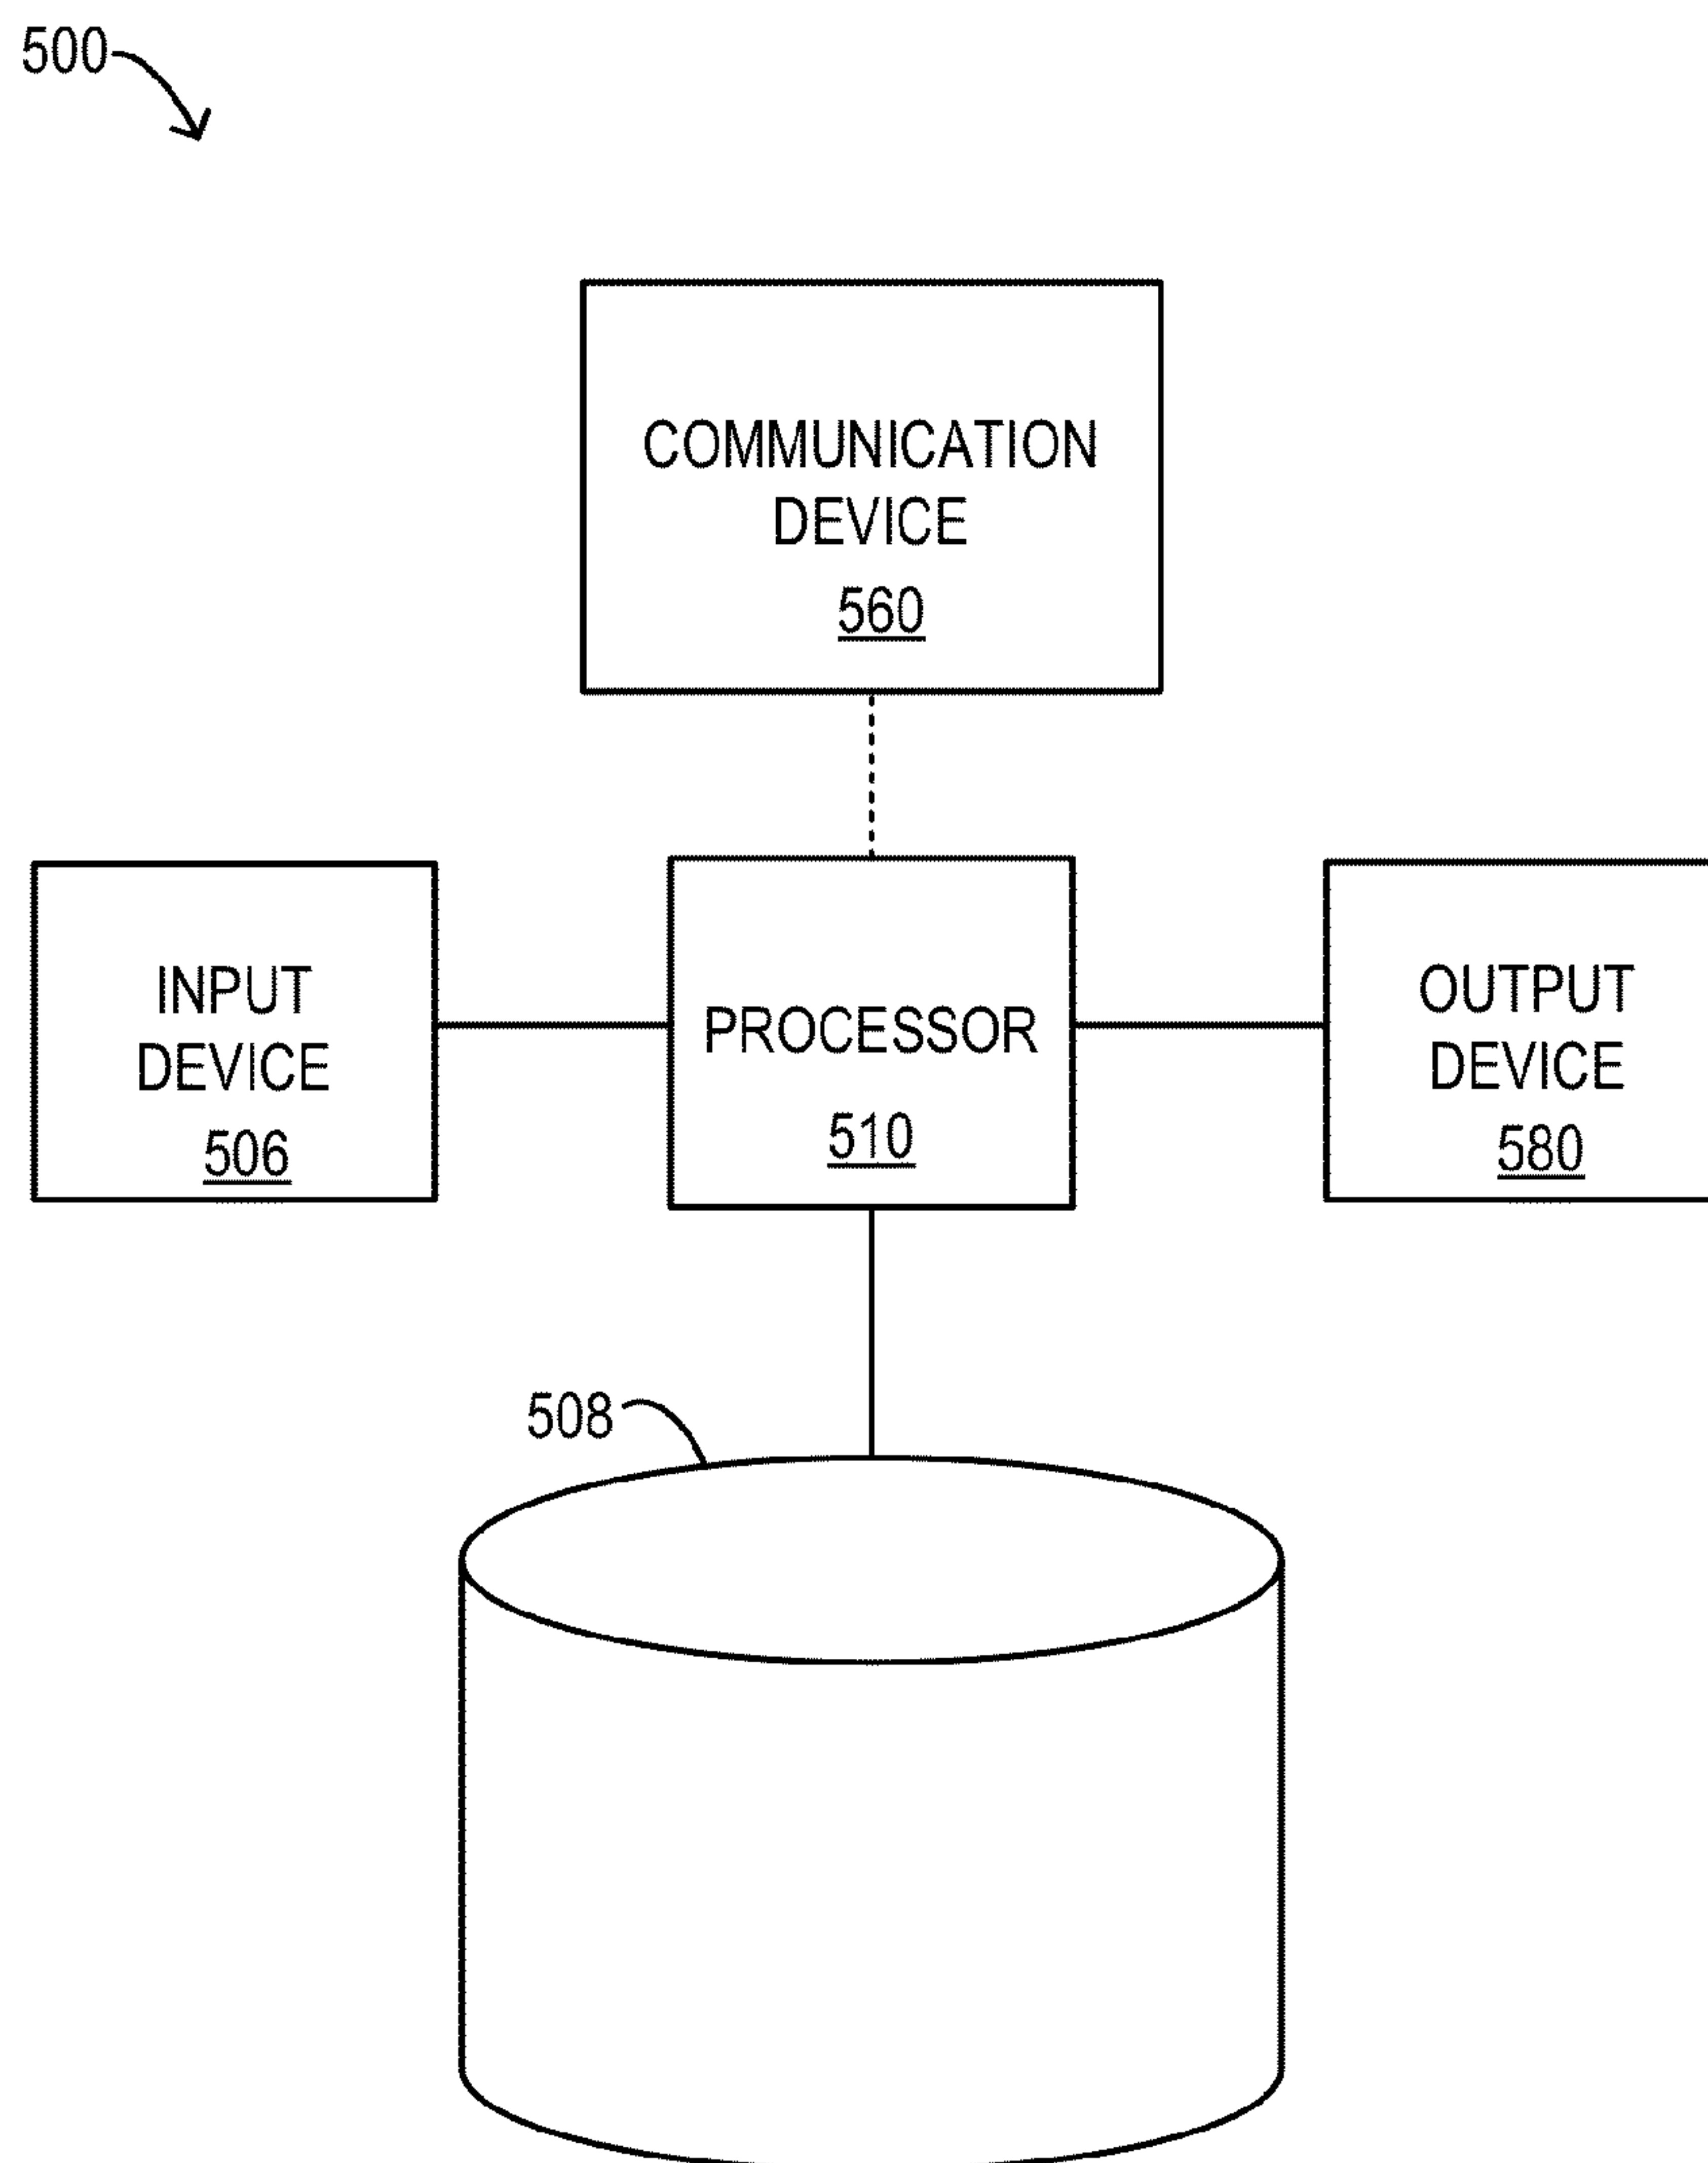 500
COMMUNICATION
DEVICE
560
INPUT
DEVICE
506
PROCESSOR
510
OUTPUT
DEVICE
580
508